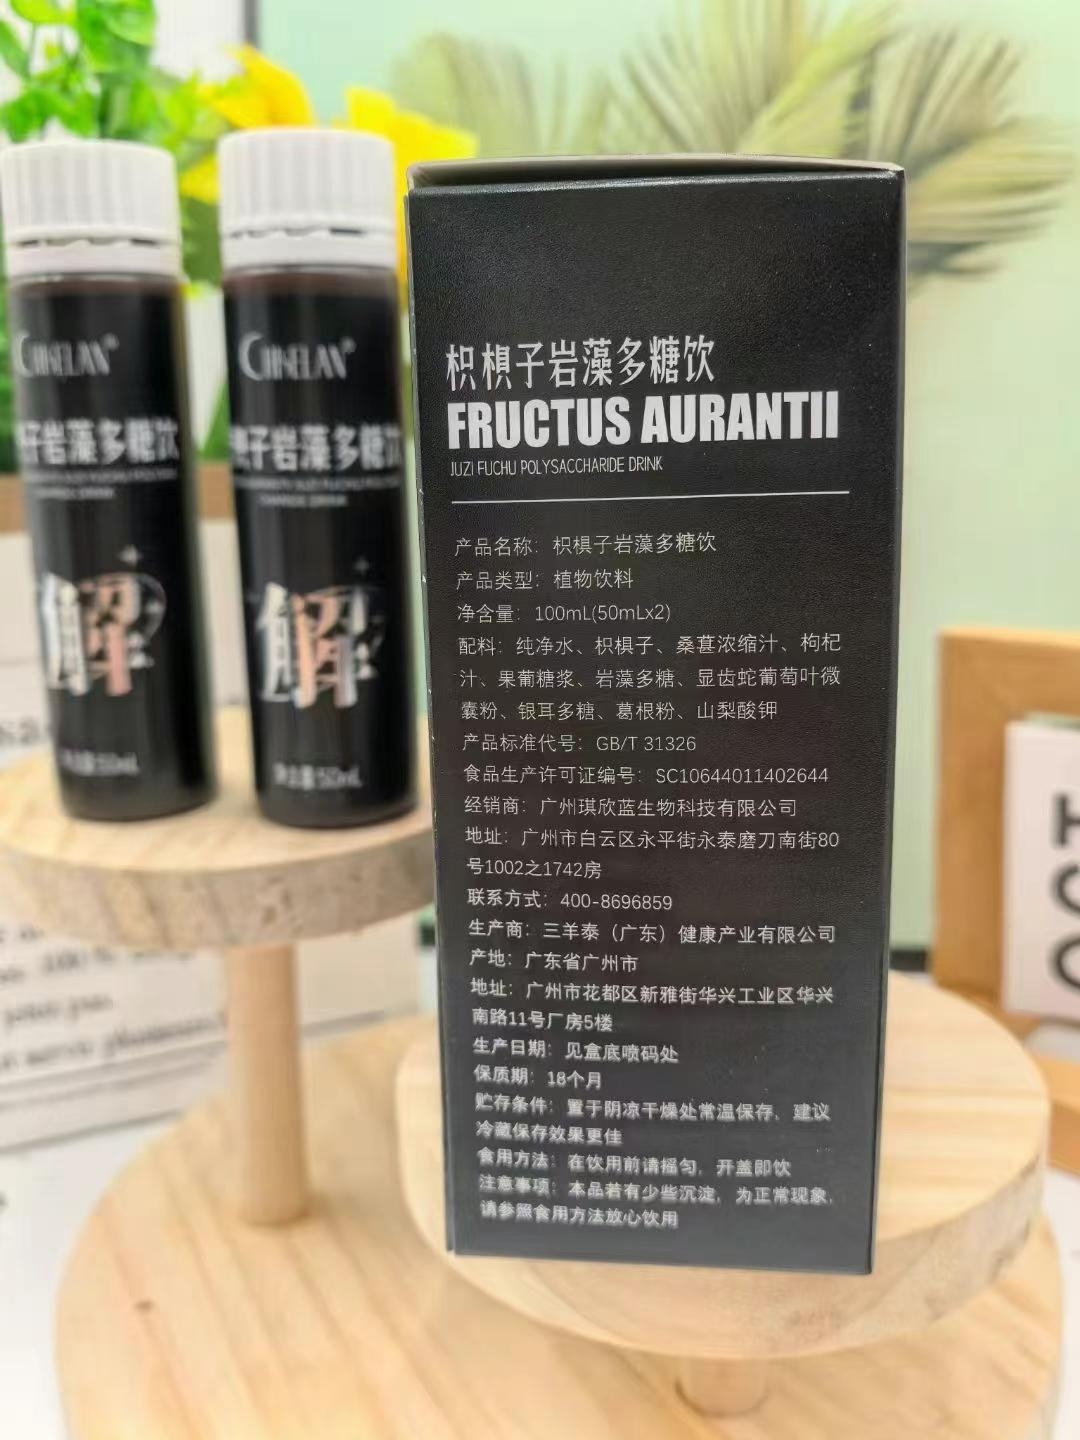 枳椇子岩藻多糖饮
FRUCTUS AURANTII
JUZI FUCHU POLYSACCHARIDE DRINK
产品名称：枳椇子岩藻多糖饮
产品类型：植物饮料
净含量：100mL(50mLx2)
配料：纯净水、枳椇子、桑葚浓缩汁、枸杞
汁、果葡糖浆、岩藻多糖、显齿蛇葡萄叶微
囊粉、银耳多糖、葛根粉、山梨酸钾
产品标准代号：GB/T 31326
食品生产许可证编号：SC10644011402644
经销商：广州琪欣蓝生物科技有限公司
地址：广州市白云区永平街永泰磨刀南街80
号1002之1742房
联系方式：400-8696859
生产商：三羊泰（广东）健康产业有限公司
产地：广东省广州市
地址：广州市花都区新雅街华兴工业区华兴
南路11号厂房5楼
生产日期：见盒底喷码处
保质期：18个月
贮存条件：置于阴凉干燥处常温保存，建议
冷藏保存效果更佳
食用方法：在饮用前请摇匀，开盖即饮
注意事项：本品若有少些沉淀，为正常现象，
请参照食用方法放心饮用
子岩藻多糖饮
解
50mL
椇子岩藻多糖饮
解
净含量50mL